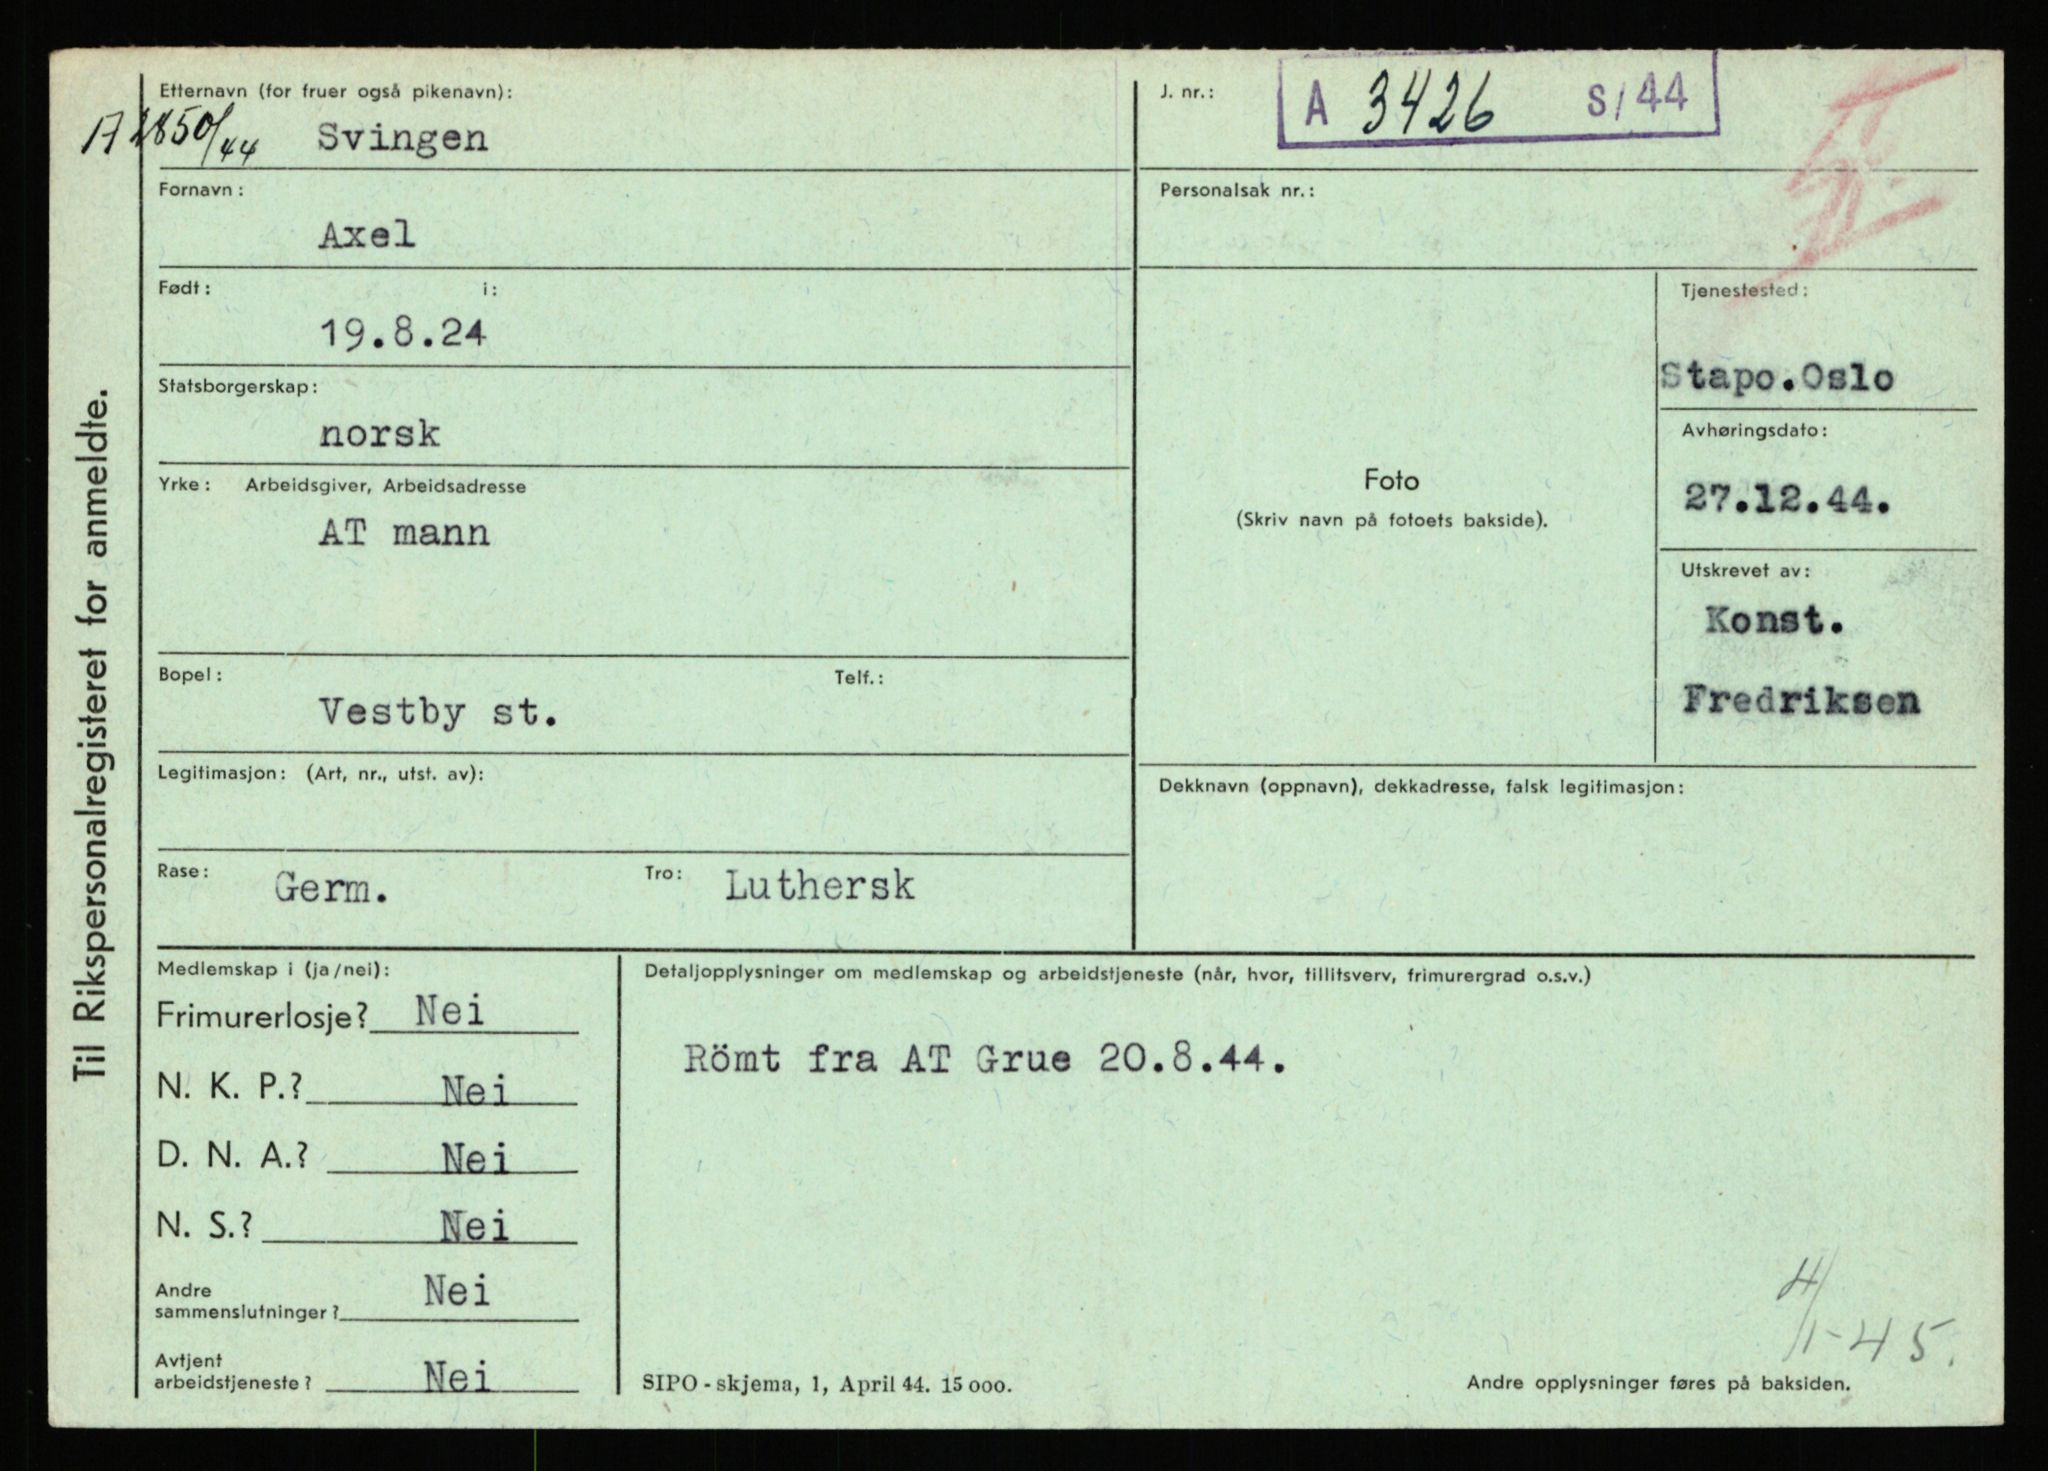 Til Rikspersonalregisteret for anmeldte.
Etternavn (for fruer også pikenavn):
Svingen
Fornavn:
Axel
Født: i:
19.8.24
Statsborgerskap:
norsk
Yrke: Arbeidsgiver, Arbeidsadresse
AT mann
Bopel: Telf.:
Vestby st.
Legitimasjon: (Art, nr., utst. av):
Rase: Germ. Tro: Luthersk
J. nr.: A 3426 S/44
Personalsak nr.:
Foto
(Skriv navn på fotoets bakside).
Tjenestested:
Stapo.Oslo
Avhøringsdato:
27.12.44.
Utskrevet av:
Konst.
Fredriksen
Dekknavn (oppnavn), dekkadresse, falsk legitimasjon:
Medlemskap i (ja/nei):
Frimurerlosje? Nei
N. K. P.? Nei
D. N. A.? Nei
N. S.? Nei
Andre
sammenslutninger? Nei
Avtjent
arbeidstjeneste? Nei
Detaljopplysninger om medlemskap og arbeidstjeneste (når, hvor, tillitsverv, frimurergrad o.s.v.)
Römt fra AT Grue 20.8.44.
4/1-45.
SIPO-skjema, 1, April 44. 15 000.
Andre opplysninger føres på baksiden.